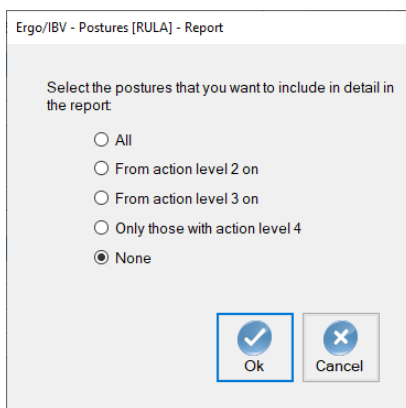 Ergo/IBV - Postures [RULA] - Report
Select the postures that you want to include in detail in
the report:
All
From action level 2 on
From action level 3 on
Only those with action level 4
None
Ok
Cancel